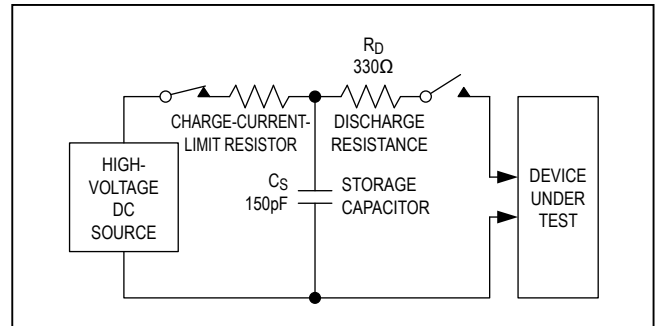 R_D
330Ω
CHARGE-CURRENT-
LIMIT RESISTOR
DISCHARGE
RESISTANCE
HIGH-
VOLTAGE
DC
SOURCE
C_S
150pF
STORAGE
CAPACITOR
DEVICE
UNDER
TEST